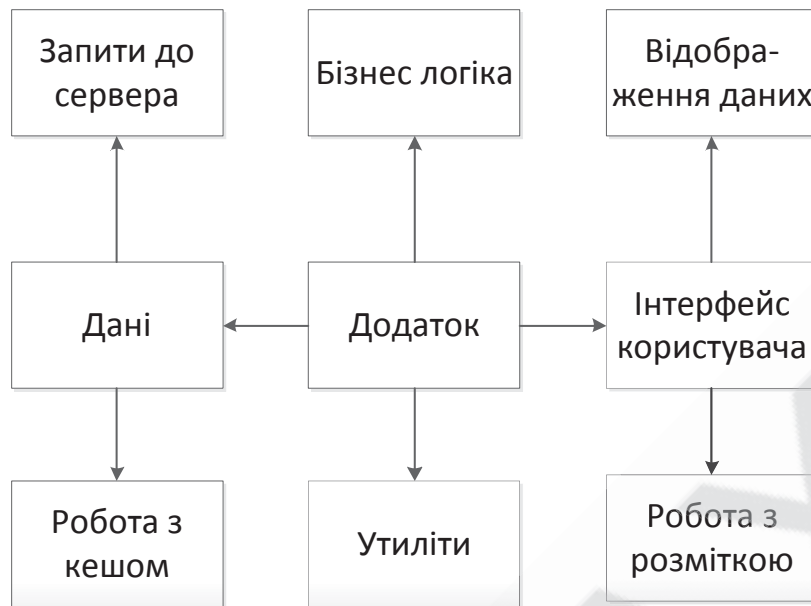 Запити до
сервера
Бізнес логіка
Відобра-
ження даних
Дані
Додаток
Інтерфейс
користувача
Робота з
кешом
Утиліти
Робота з
розміткою